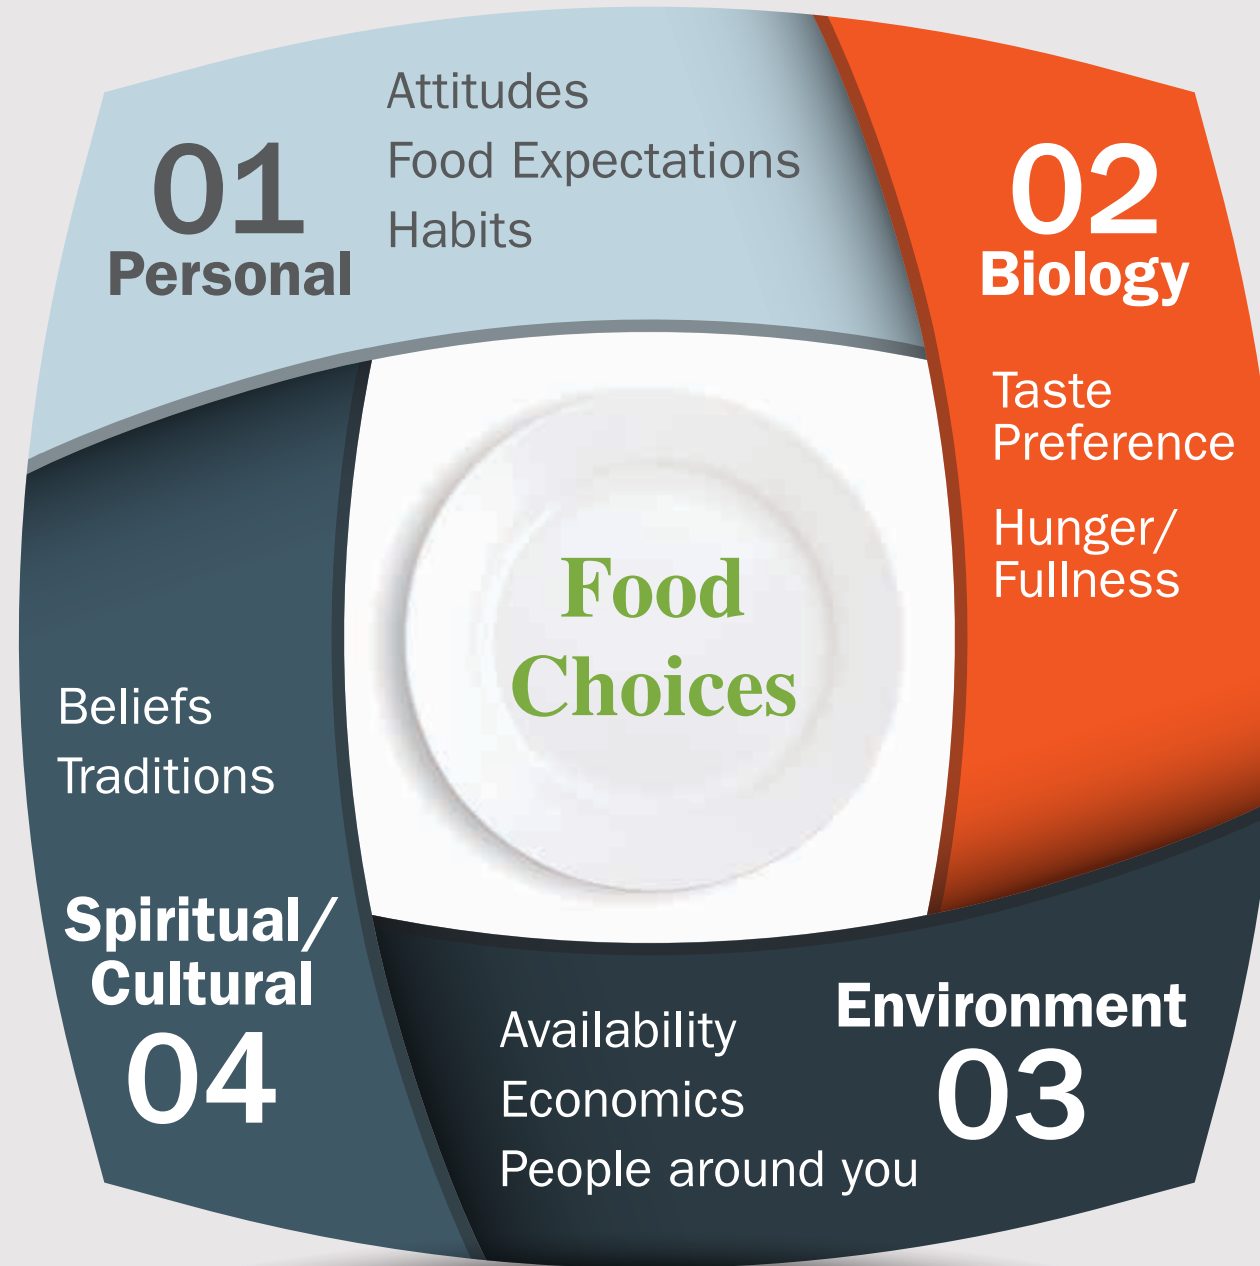 01
Personal
Attitudes
Food Expectations
Habits
02
Biology
Taste
Preference
Hunger/
Fullness
Food
Choices
Environment
03
Availability
Economics
People around you
Beliefs
Traditions
Spiritual/
Cultural
04